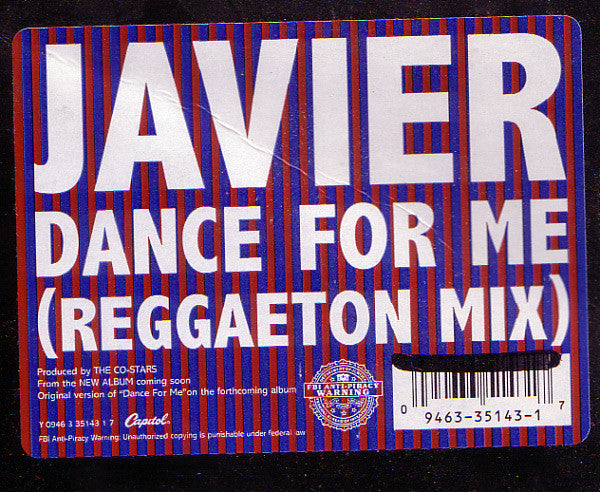 JAVIER
DANCE FOR ME
(REGGAETON MIX)
Produced by THE CO-STARS
From the NEW ALBUM coming soon
Original version of "Dance For Me" on the forthcoming album
FBI ANTI-PIRACY
WARNING
Y 0946 3 35143 1 7 Capitol.
FBI Anti-Piracy Warning: Unauthorized copying is punishable under federal law
0 9463-35143-1 7